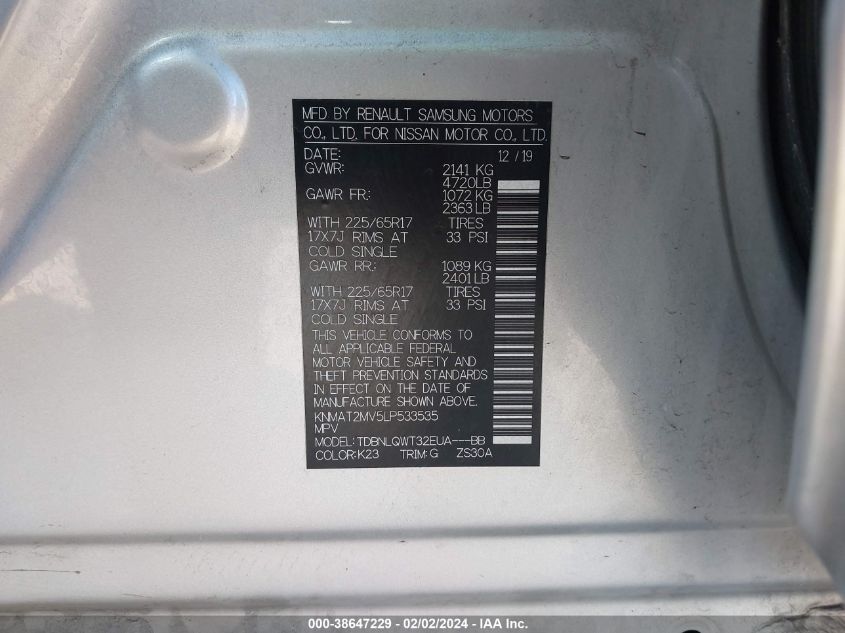 MFD BY RENAULT SAMSUNG MOTORS
CO., LTD. FOR NISSAN MOTOR CO., LTD.
DATE: 12 / 19
GVWR: 2141 KG
4720LB
GAWR FR.: 1072 KG
2363 LB
WITH 225/65R17 TIRES
17X7J RIMS AT 33 PSI
COLD SINGLE
GAWR RR.: 1089 KG
2401LB
WITH 225/65R17 TIRES
17X7J RIMS AT 33 PSI
COLD SINGLE
THIS VEHICLE CONFORMS TO
ALL APPLICABLE FEDERAL
MOTOR VEHICLE SAFETY AND
THEFT PREVENTION STANDARDS
IN EFFECT ON THE DATE OF
MANUFACTURE SHOWN ABOVE.
KNMAT2MV5LP533535
MPV
MODEL: TDBNLQWT32EUA---BB
COLOR:K23 TRIM:G ZS30A
000-38647229 - 02/02/2024 - IAA Inc.